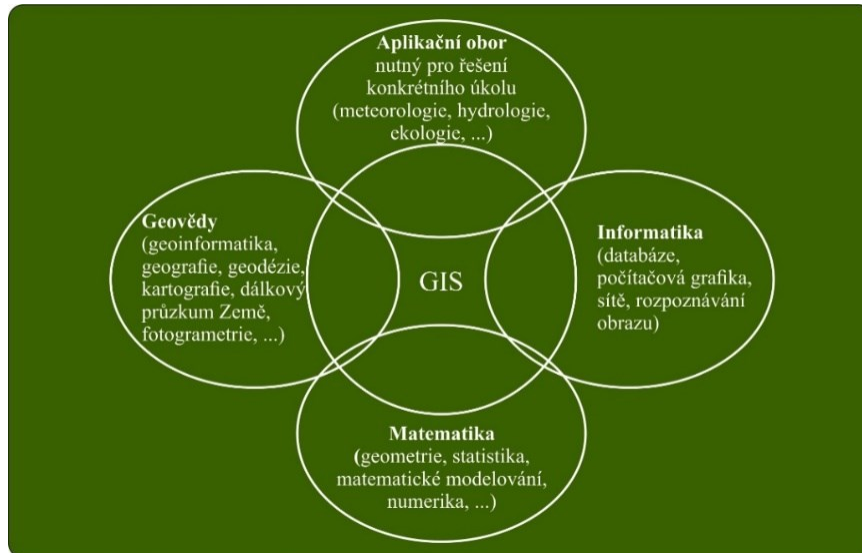 Aplikační obor
nutný pro řešení
konkrétního úkolu
(meteorologie, hydrologie,
ekologie, ...)
Geovědy
(geoinformatika,
geografie, geodézie,
kartografie, dálkový
průzkum Země,
fotogrametrie, ...)
GIS
Informatika
(databáze,
počítačová grafika,
sítě, rozpoznávání
obrazu)
Matematika
(geometrie, statistika,
matematické modelování,
numerika, ...)